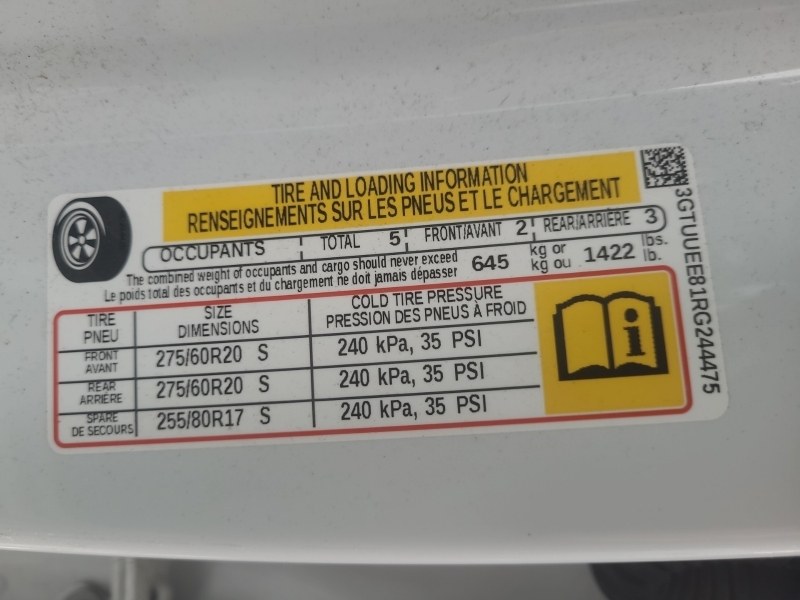 TIRE AND LOADING INFORMATION
RENSEIGNEMENTS SUR LES PNEUS ET LE CHARGEMENT
OCCUPANTS TOTAL 5 FRONT/AVANT 2 REAR/ARRIÈRE 3
The combined weight of occupants and cargo should never exceed
Le poids total des occupants et du chargement ne doit jamais dépasser
645 kg or kg ou 1422 lbs. lb.
TIRE PNEU SIZE DIMENSIONS COLD TIRE PRESSURE PRESSION DES PNEUS À FROID
FRONT AVANT 275/60R20 S 240 kPa, 35 PSI
REAR ARRIÈRE 275/60R20 S 240 kPa, 35 PSI
SPARE DE SECOURS 255/80R17 S 240 kPa, 35 PSI
3GTUUEE81RG244475